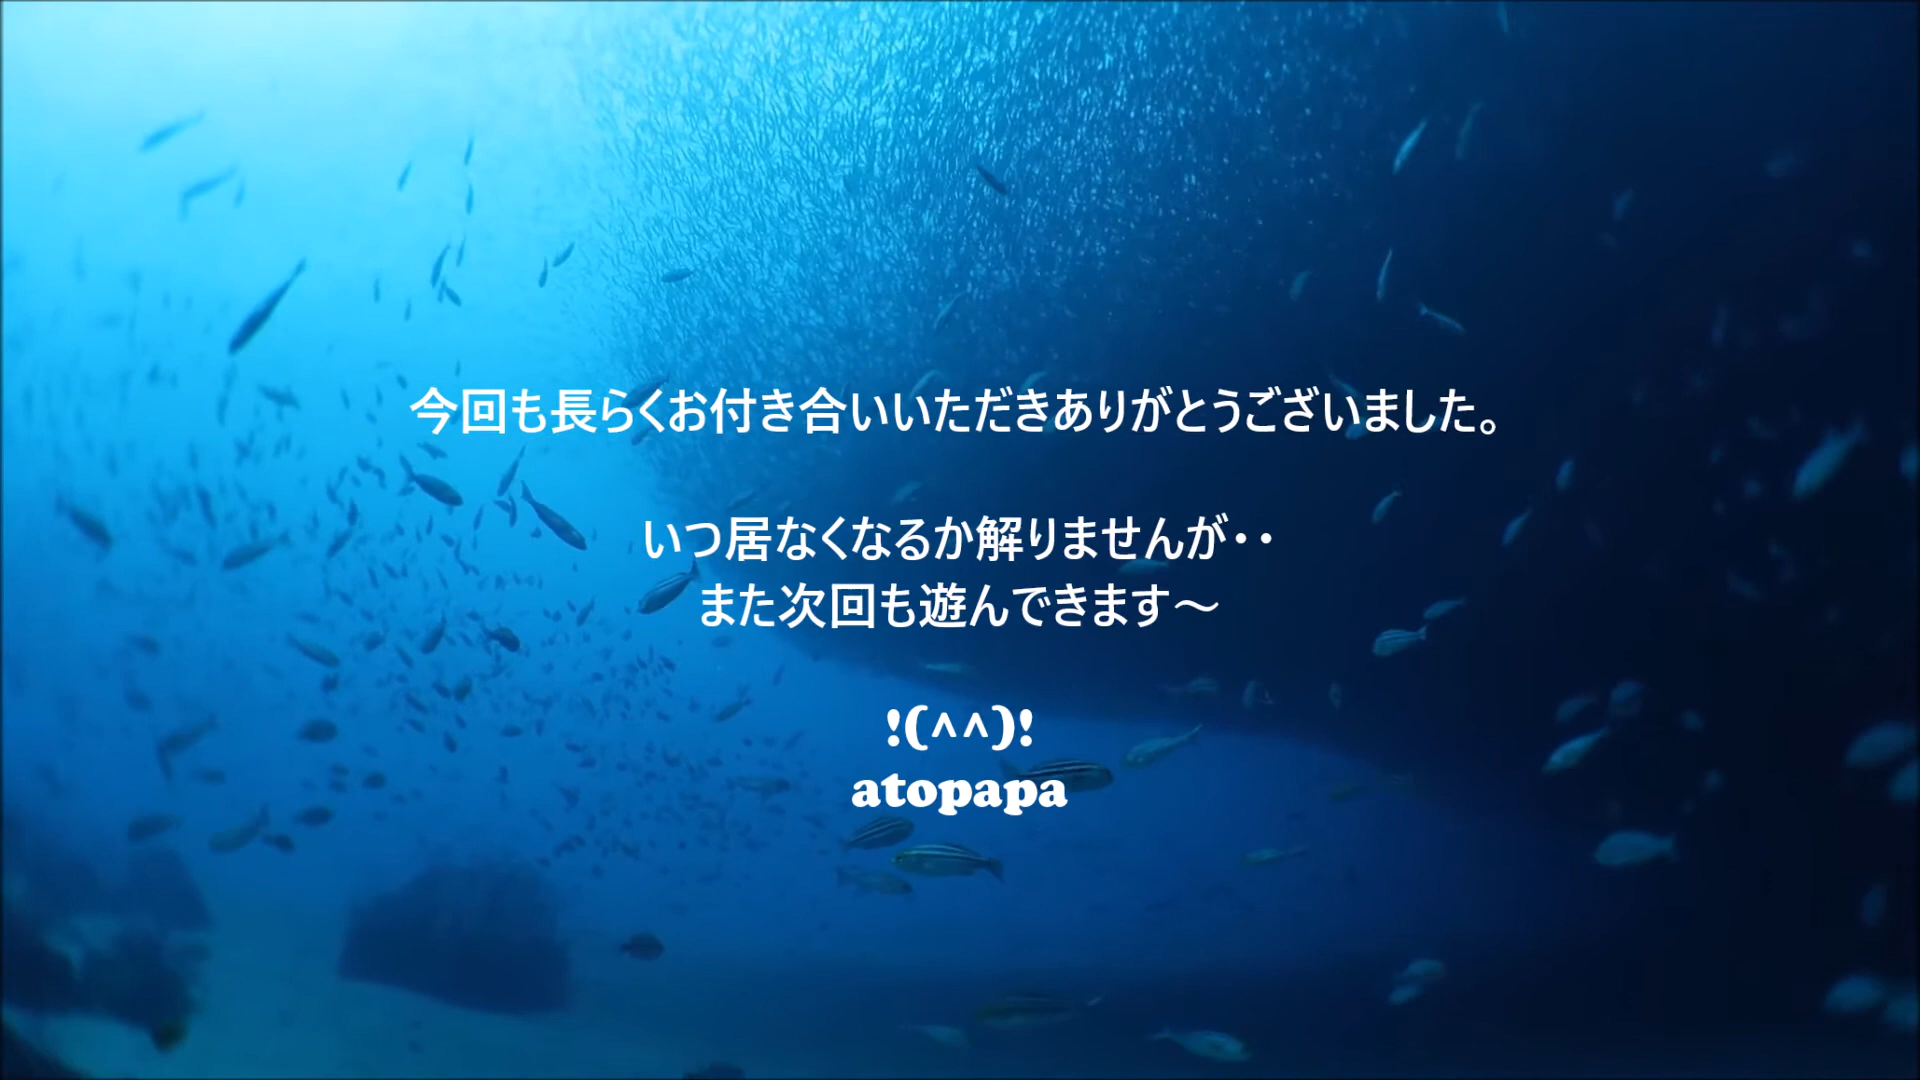 今回も長らくお付き合いいただきありがとうございました。
いつ居なくなるか解りませんが・・
また次回も遊んできます～
!(^^)!
atopapa